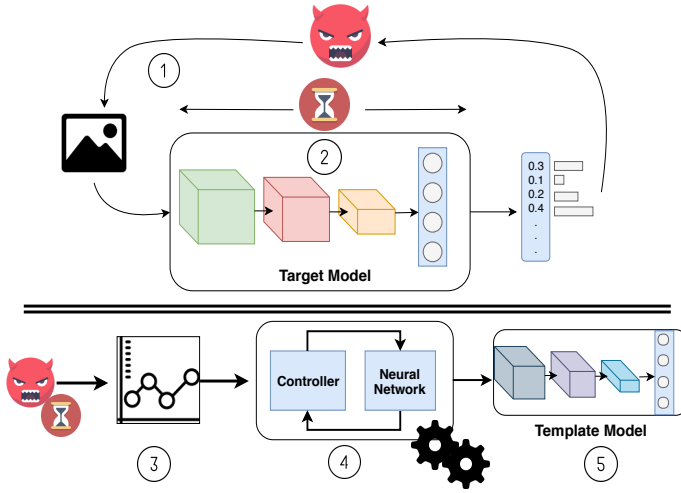 1
2
0.3
0.1
0.2
0.4
.
.
.
Target Model
Controller
Neural
Network
Template Model
3
4
5